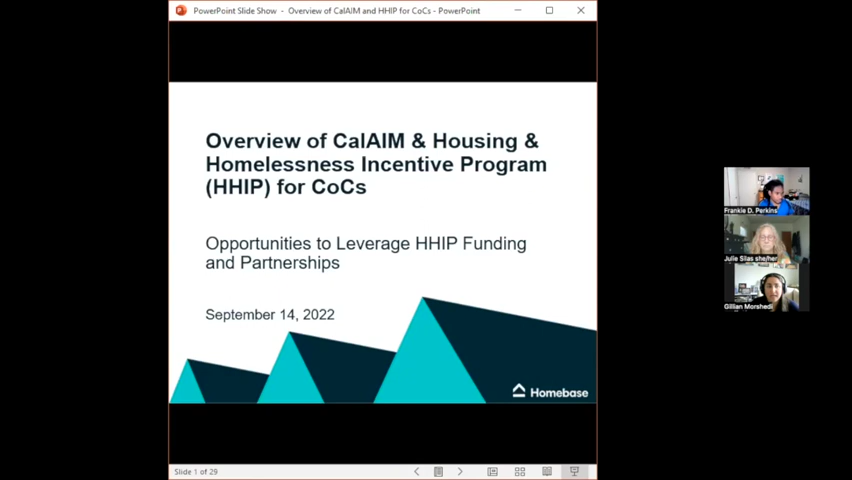 PowerPoint Slide Show - Overview of CalAIM and HHIP for CoCs - PowerPoint
Overview of CalAIM & Housing &
Homelessness Incentive Program
(HHIP) for CoCs
Opportunities to Leverage HHIP Funding
and Partnerships
September 14, 2022
Homebase
Slide 1 of 29
Frankie D. Perkins
Julie Silas she/her
Gillian Morshedi